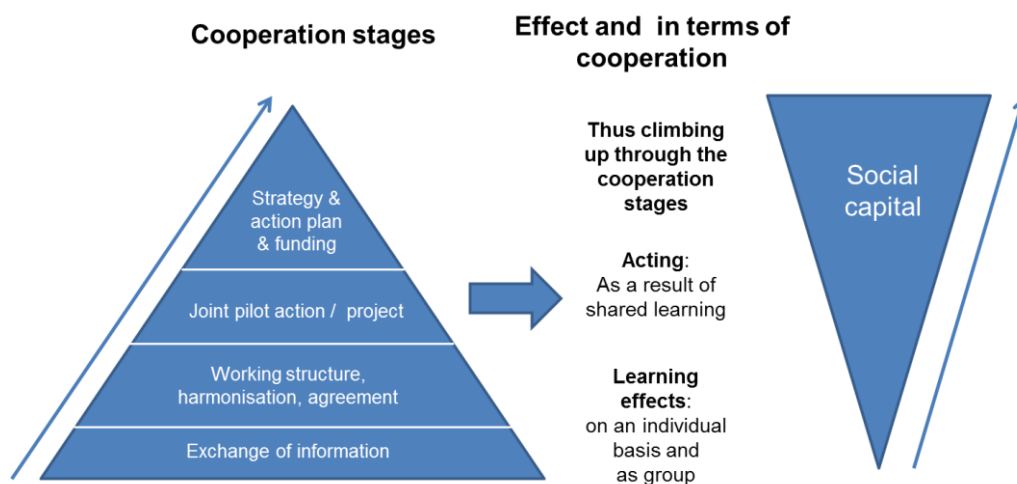 Cooperation stages
Effect and in terms of
cooperation
Strategy &
action plan
& funding
Joint pilot action / project
Working structure,
harmonisation, agreement
Exchange of information
Thus climbing
up through the
cooperation
stages
Acting:
As a result of
shared learning
Learning
effects:
on an individual
basis and
as group
Social
capital